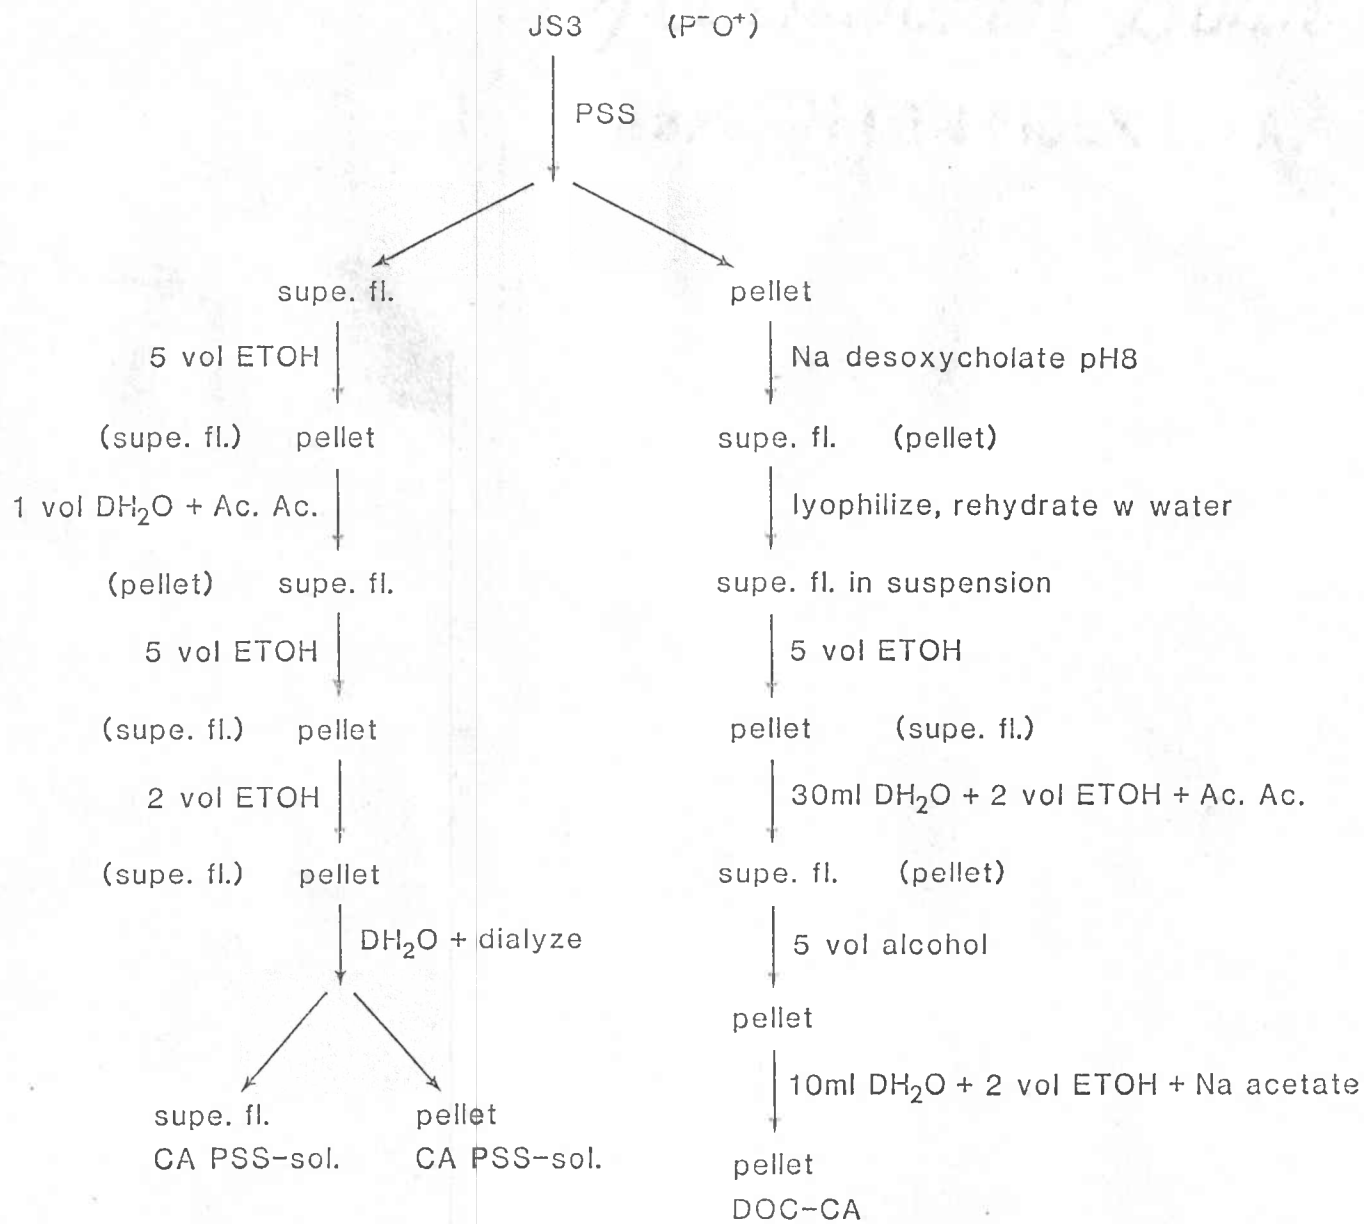 JS3 (P⁻O⁺)
PSS
supe. fl. pellet
5 vol ETOH Na desoxycholate pH8
(supe. fl.) pellet supe. fl. (pellet)
1 vol DH₂O + Ac. Ac. lyophilize, rehydrate w water
(pellet) supe. fl. supe. fl. in suspension
5 vol ETOH 5 vol ETOH
(supe. fl.) pellet pellet (supe. fl.)
2 vol ETOH 30ml DH₂O + 2 vol ETOH + Ac. Ac.
(supe. fl.) pellet supe. fl. (pellet)
DH₂O + dialyze 5 vol alcohol
pellet
10ml DH₂O + 2 vol ETOH + Na acetate
supe. fl. pellet
CA PSS-sol. CA PSS-sol.
pellet
DOC-CA